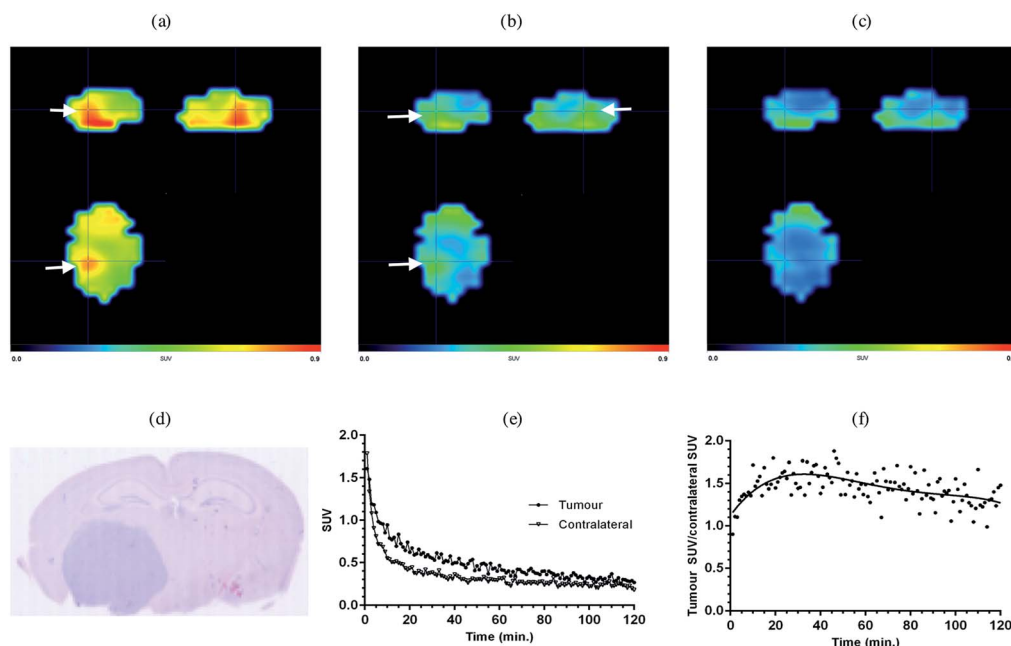 (a)
(b)
(c)
0.0 SUV 0.9
0.0 SUV 0.9
0.0 SUV
(d)
(e)
(f)
2.0
1.5
1.0
0.5
0.0
SUV
Tumour
Contralateral
0 20 40 60 80 100 120
Time (min.)
2.0
1.5
1.0
0.5
0.0
Tumour SUV/contralateral SUV
0 20 40 60 80 100 120
Time (min.)